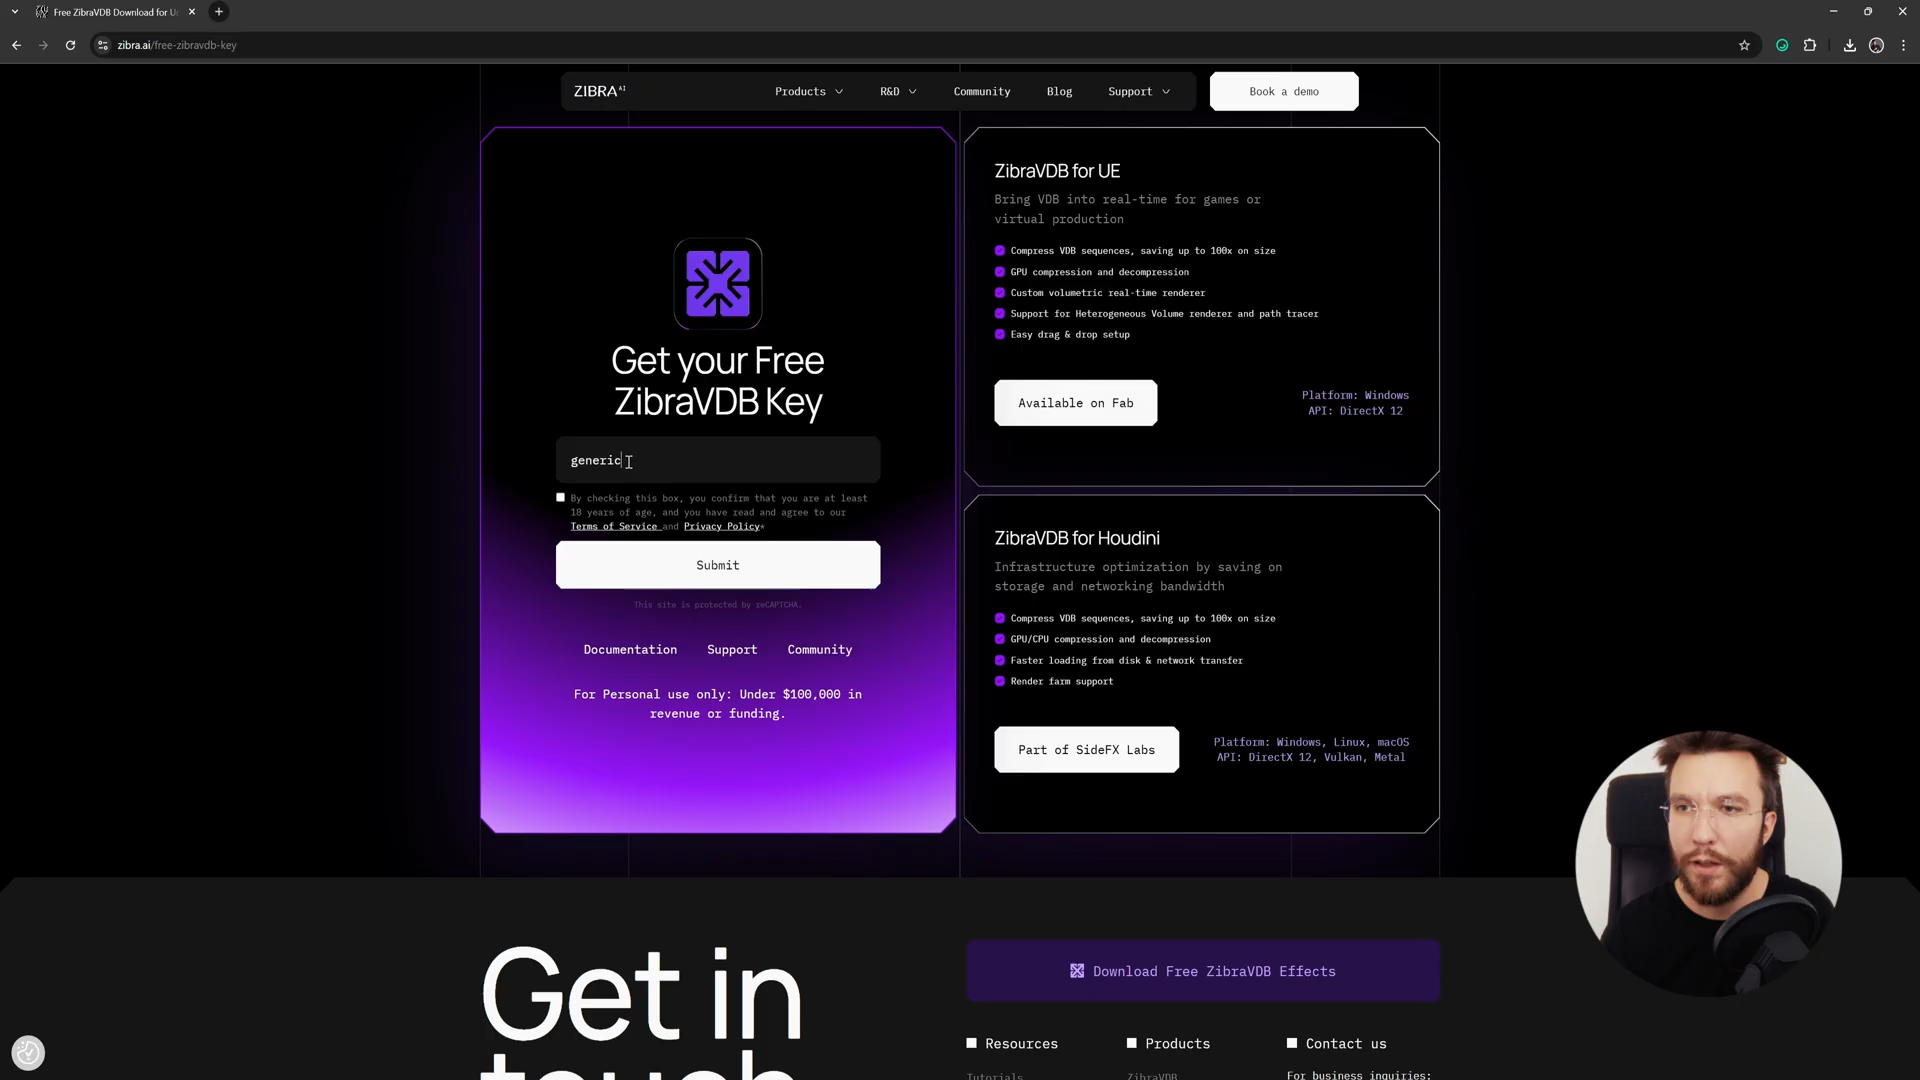 Free ZibraVDB Download for U
zibra.ai/free-zibravdb-key
ZIBRA AI
Products
R&D
Community
Blog
Support
Book a demo
Get your Free
ZibraVDB Key
generic
By checking this box, you confirm that you are at least
18 years of age, and you have read and agree to our
Terms of Service and Privacy Policy*
Submit
This site is protected by reCAPTCHA.
Documentation
Support
Community
For Personal use only: Under $100,000 in
revenue or funding.
ZibraVDB for UE
Bring VDB into real-time for games or
virtual production
Compress VDB sequences, saving up to 100x on size
GPU compression and decompression
Custom volumetric real-time renderer
Support for Heterogeneous Volume renderer and path tracer
Easy drag & drop setup
Available on Fab
Platform: Windows
API: DirectX 12
ZibraVDB for Houdini
Infrastructure optimization by saving on
storage and networking bandwidth
Compress VDB sequences, saving up to 100x on size
GPU/CPU compression and decompression
Faster loading from disk & network transfer
Render farm support
Part of SideFX Labs
Platform: Windows, Linux, macOS
API: DirectX 12, Vulkan, Metal
Get in
touch
Download Free ZibraVDB Effects
Resources
Products
Contact us
Tutorials
ZibraVDB
For business inquiries: